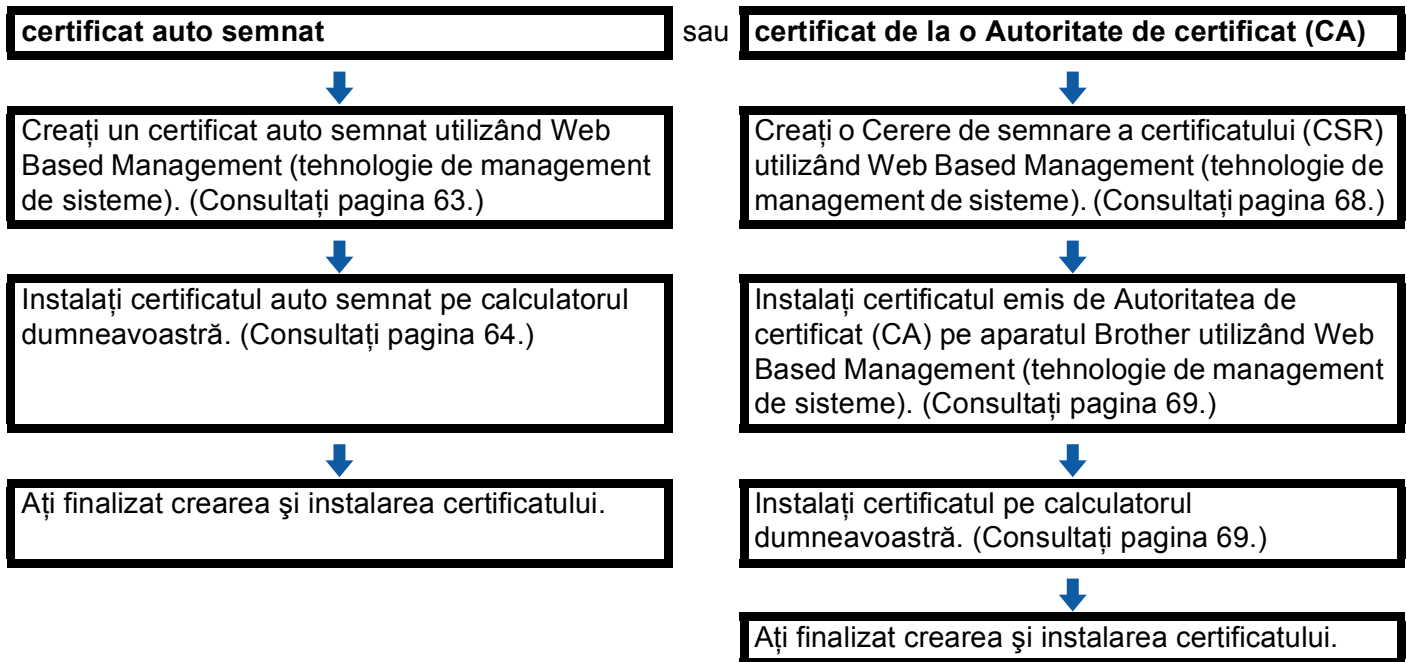 certificat auto semnat
sau
certificat de la o Autoritate de certificat (CA)
Creați un certificat auto semnat utilizând Web
Based Management (tehnologie de management
de sisteme). (Consultați pagina 63.)
Creați o Cerere de semnare a certificatului (CSR)
utilizând Web Based Management (tehnologie de
management de sisteme). (Consultați pagina 68.)
Instalați certificatul auto semnat pe calculatorul
dumneavoastră. (Consultați pagina 64.)
Instalați certificatul emis de Autoritatea de
certificat (CA) pe aparatul Brother utilizând Web
Based Management (tehnologie de management
de sisteme). (Consultați pagina 69.)
Ați finalizat crearea şi instalarea certificatului.
Instalați certificatul pe calculatorul
dumneavoastră. (Consultați pagina 69.)
Ați finalizat crearea şi instalarea certificatului.